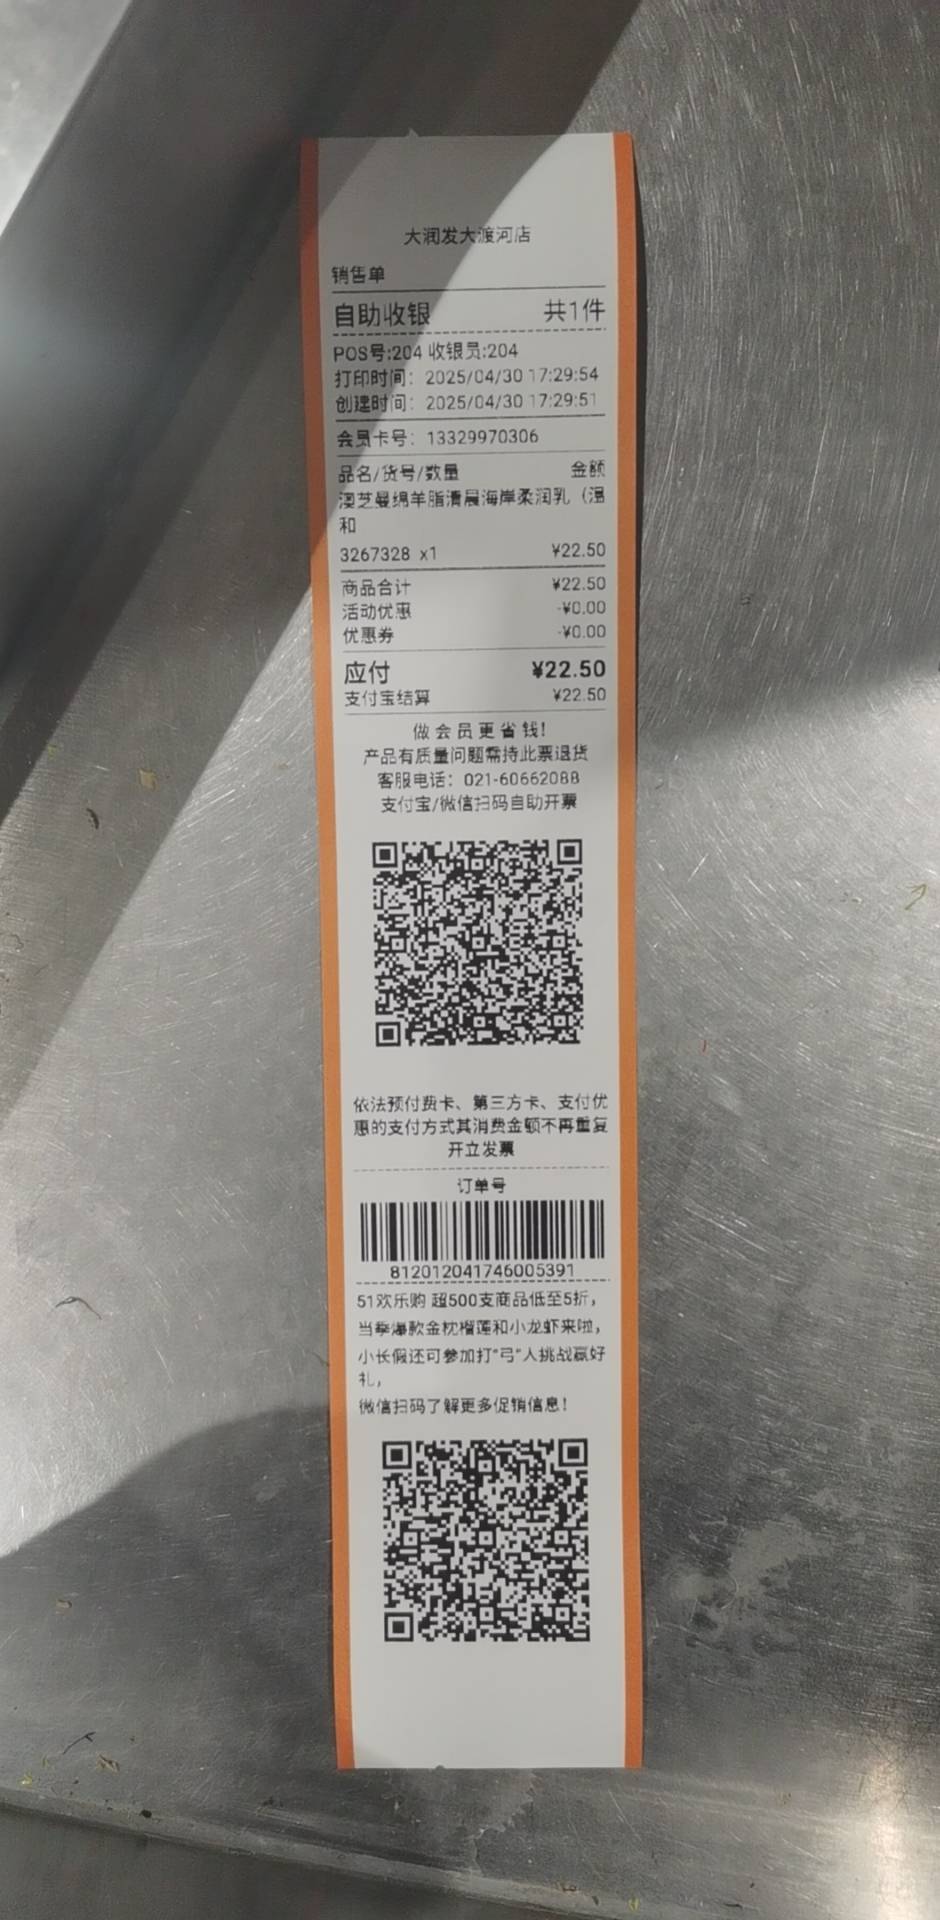 大润发大渡河店
销售单
自助收银 共1件
POS号:204 收银员:204
打印时间: 2025/04/30 17:29:54
创建时间: 2025/04/30 17:29:51
会员卡号: 13329970306
品名/货号/数量 金额
澳芝曼绵羊脂清晨海岸柔润乳（温
和
3267328 x1 ¥22.50
商品合计 ¥22.50
活动优惠 -¥0.00
优惠券 -¥0.00
应付 ¥22.50
支付宝结算 ¥22.50
做会员更省钱!
产品有质量问题需持此票退货
客服电话: 021-60662088
支付宝/微信扫码自助开票
依法预付费卡、第三方卡、支付优
惠的支付方式其消费金额不再重复
开立发票
订单号
812012041746005391
51欢乐购 超500支商品低至5折,
当季爆款金枕榴莲和小龙虾来啦,
小长假还可参加打“弓”人挑战赢好
礼,
微信扫码了解更多促销信息!